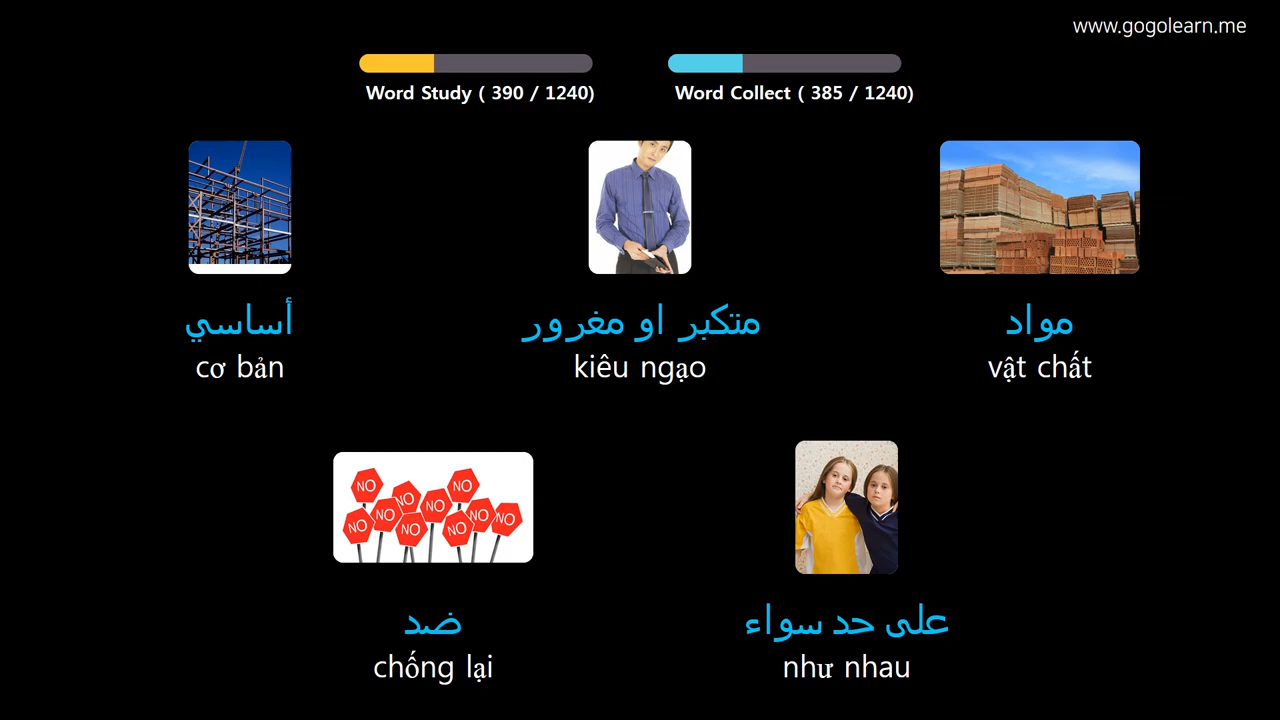 www.gogolearn.me
Word Study ( 390 / 1240)
Word Collect ( 385 / 1240)
أساسي
cơ bản
متكبر او مغرور
kiêu ngạo
مواد
vật chất
NO
NO
NO
NO
NO
NO
NO
NO
NO
NO
ضد
chống lại
على حد سواء
như nhau